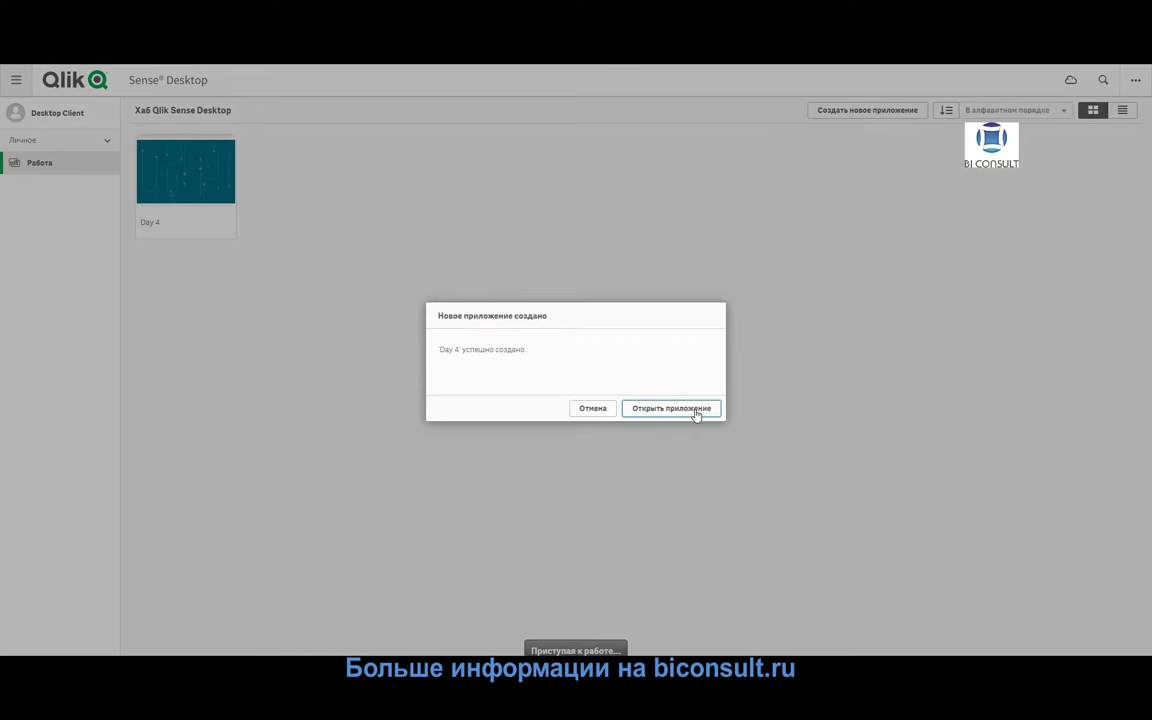 Qlik Sense® Desktop
Desktop Client
Хаб Qlik Sense Desktop
Создать новое приложение
В алфавитном порядке
Личное
Работа
BI CONSULT
Day 4
Новое приложение создано
'Day 4' успешно создано.
Отмена
Открыть приложение
Приступая к работе...
Больше информации на biconsult.ru